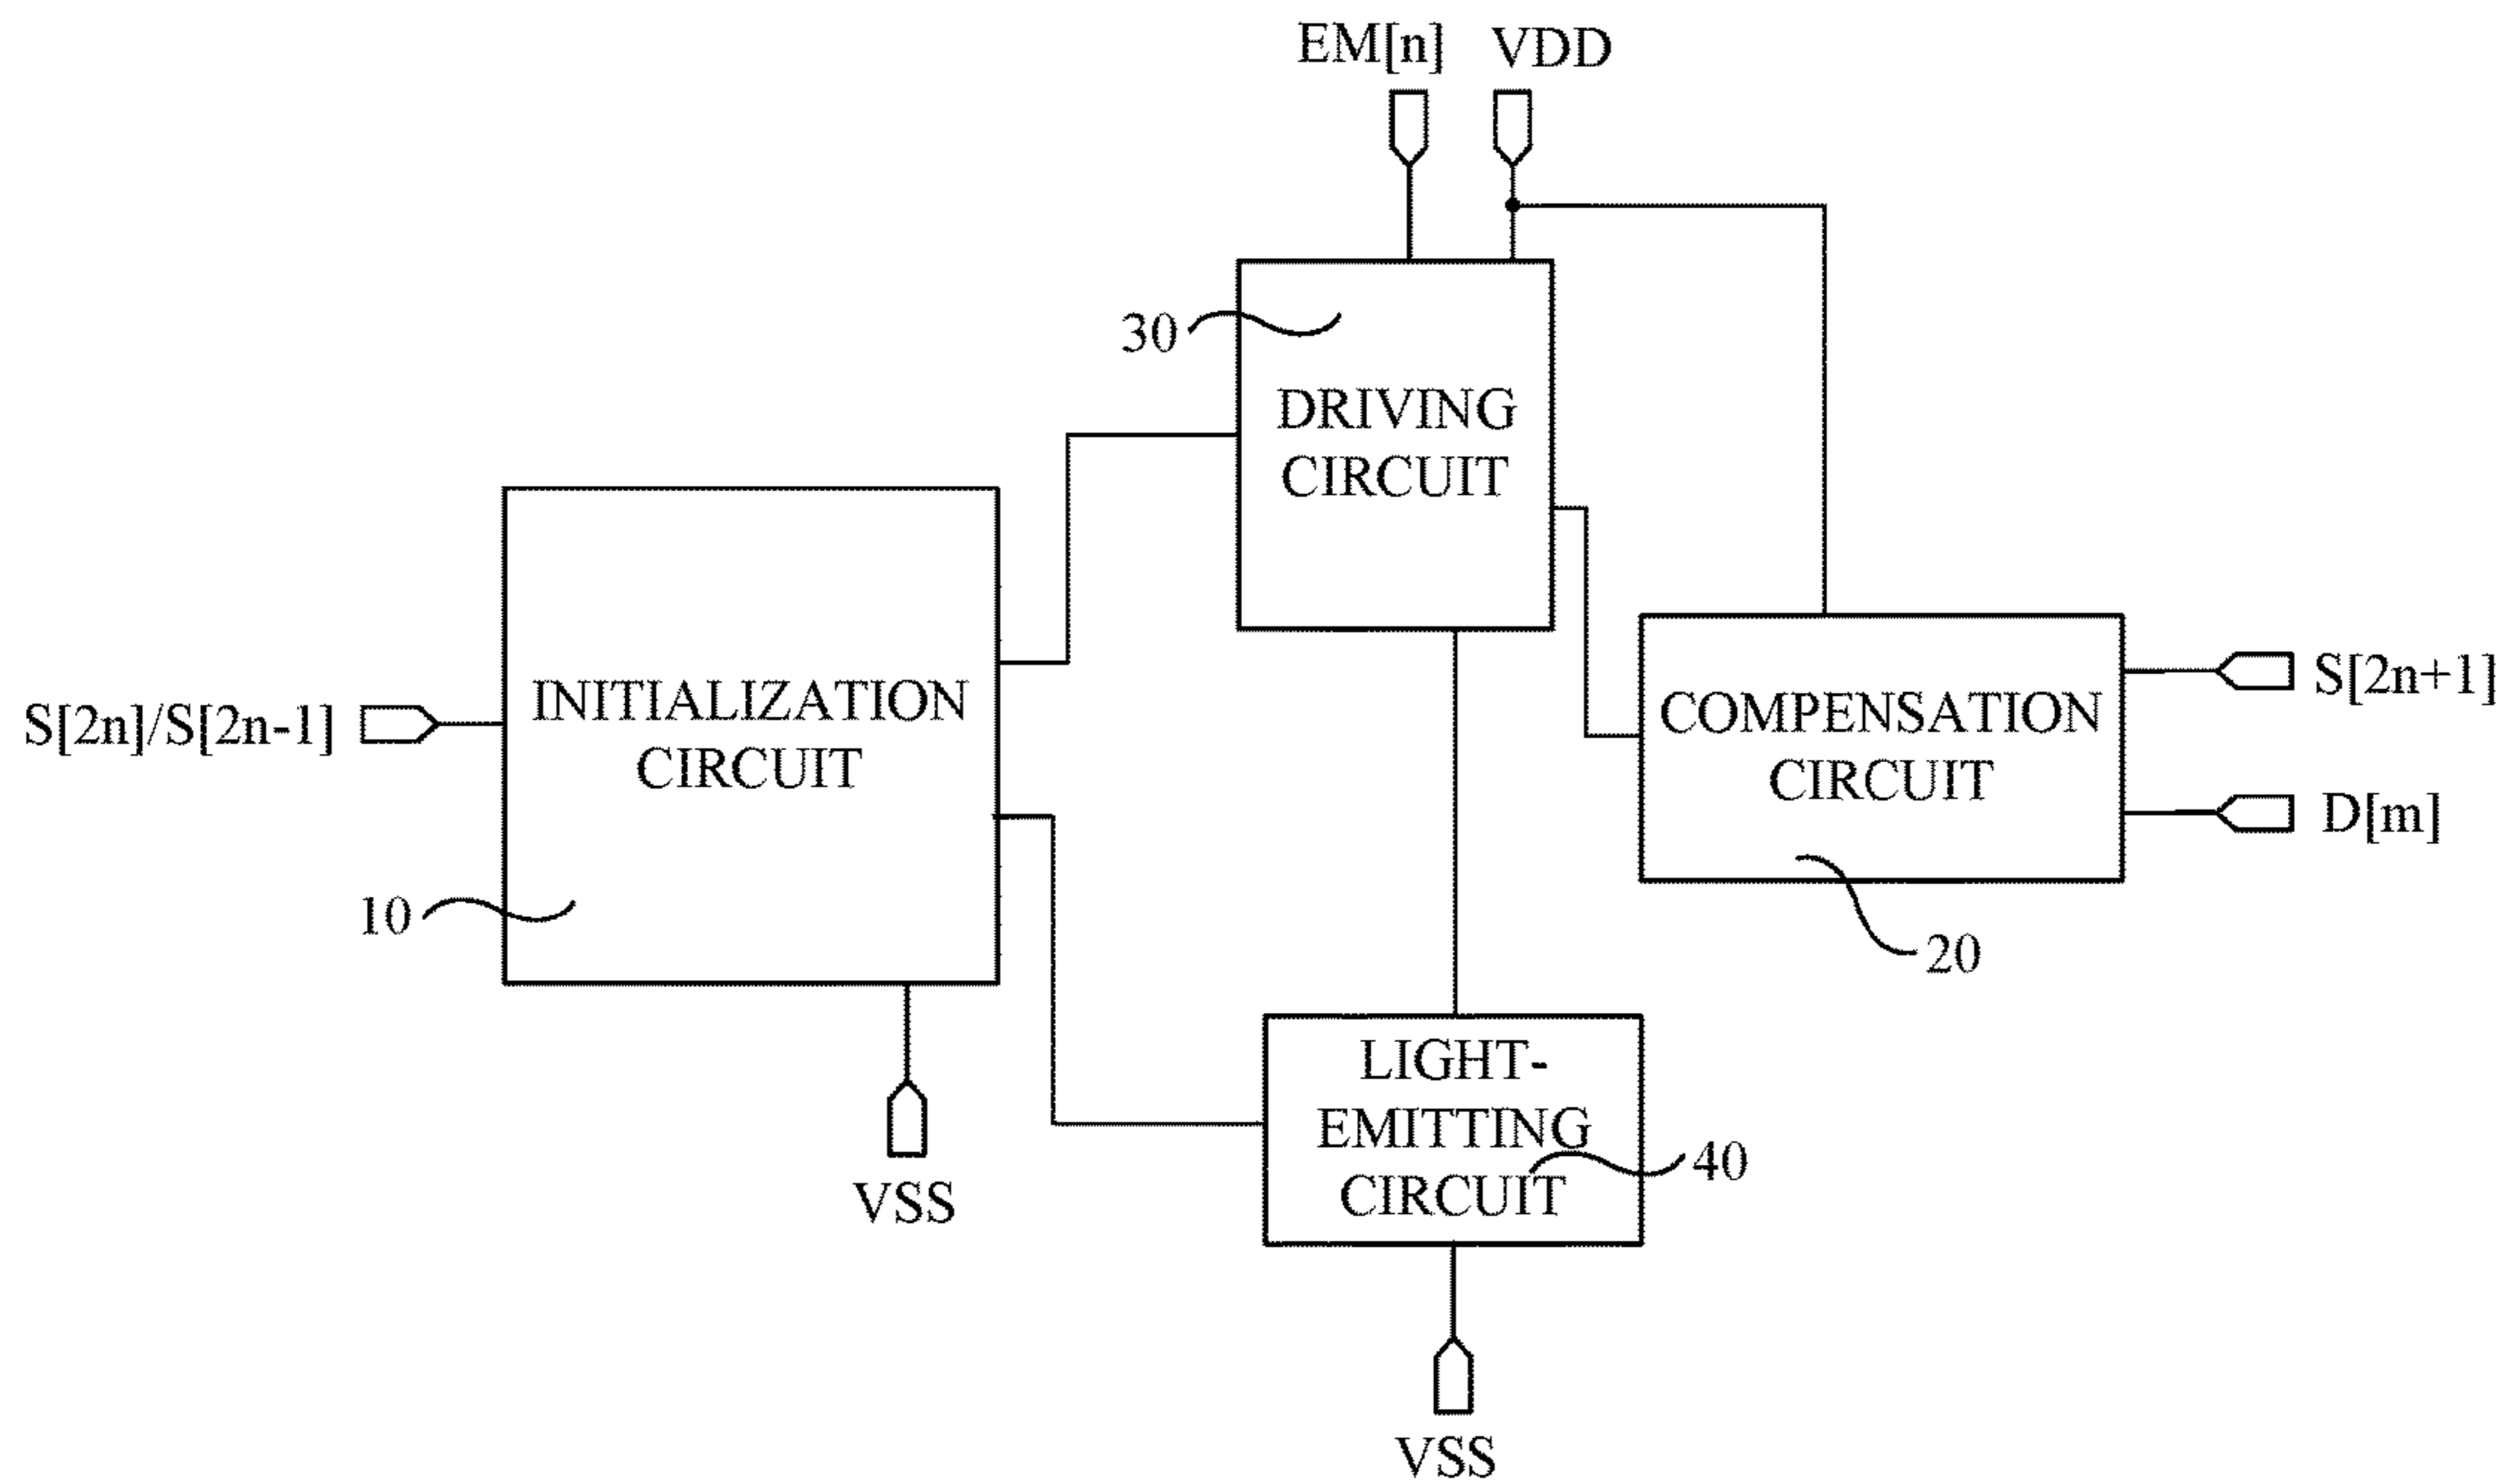 EM[n]
VDD
30
DRIVING
CIRCUIT
S[2n]/S[2n-1]
INITIALIZATION
CIRCUIT
10
VSS
COMPENSATION
CIRCUIT
S[2n+1]
D[m]
20
LIGHT-
EMITTING
CIRCUIT
40
VSS